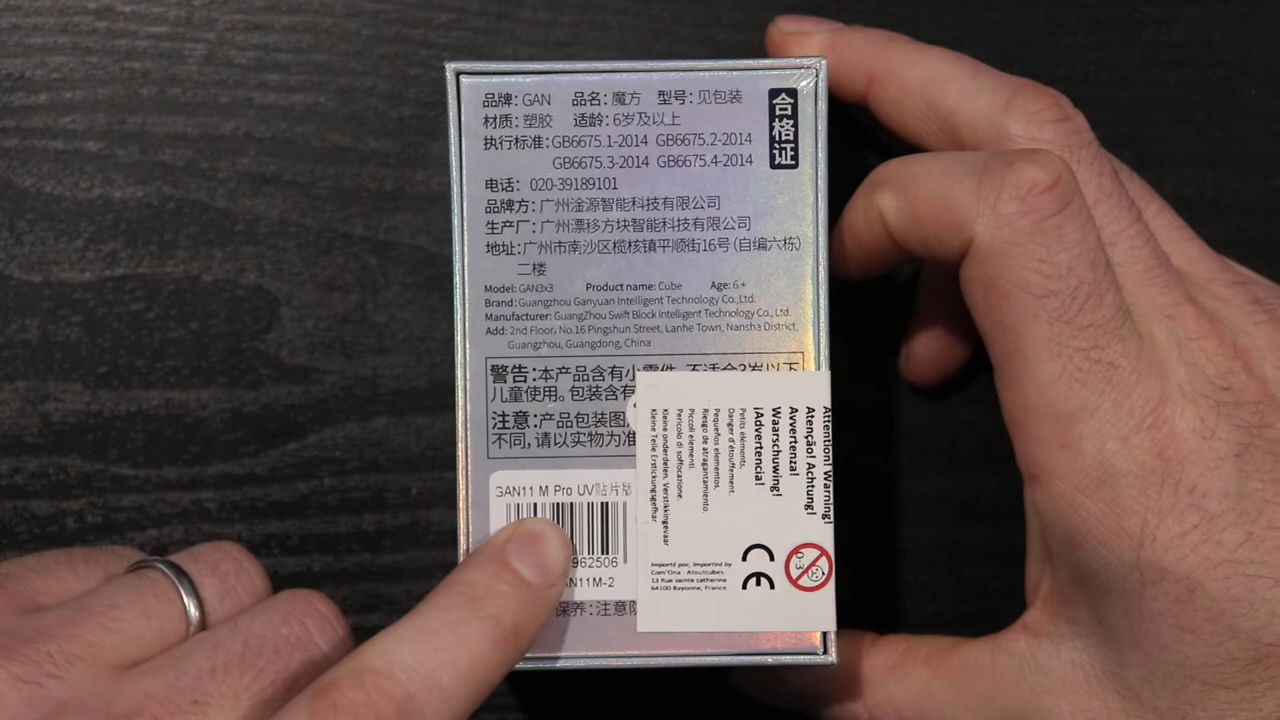 品牌：GAN 品名：魔方 型号：见包装
合格证
材质：塑胶 适龄：6岁及以上
执行标准：GB6675.1-2014 GB6675.2-2014
GB6675.3-2014 GB6675.4-2014
电话：020-39189101
品牌方：广州淦源智能科技有限公司
生产厂：广州漂移方块智能科技有限公司
地址：广州市南沙区榄核镇平顺街16号（自编六栋）
二楼
Model: GAN3x3 Product name: Cube Age: 6+
Brand: Guangzhou Ganyuan Intelligent Technology Co.,Ltd.
Manufacturer: GuangZhou Swift Block Intelligent Technology Co., Ltd.
Add: 2nd Floor, No.16 Pingshun Street, Lanhe Town, Nansha District,
Guangzhou, Guangdong, China
警告：本产品含有小零件，不适合3岁以下
儿童使用。包装含有
注意：产品包装图
不同，请以实物为准
GAN11 M Pro UV贴片版
962506
AN11M-2
保养：注意防
Attention! Warning!
Atenção! Achtung!
Avvertenza!
Waarschuwing!
¡Advertencia!
Petits eléments,
Danger d'étouffement.
Pequeños elementos,
Riesgo de atragantamiento.
Piccoli elementi.
Pericolo di soffocazione.
Kleine onderdelen. Verstikkingevaar
Kleine Teile Erstickungsgefhar
CE
0-3
Importé par, Imported by
Com'Ona - Atoutcubes
13 Rue sainte catherine
64100 Bayonne, France